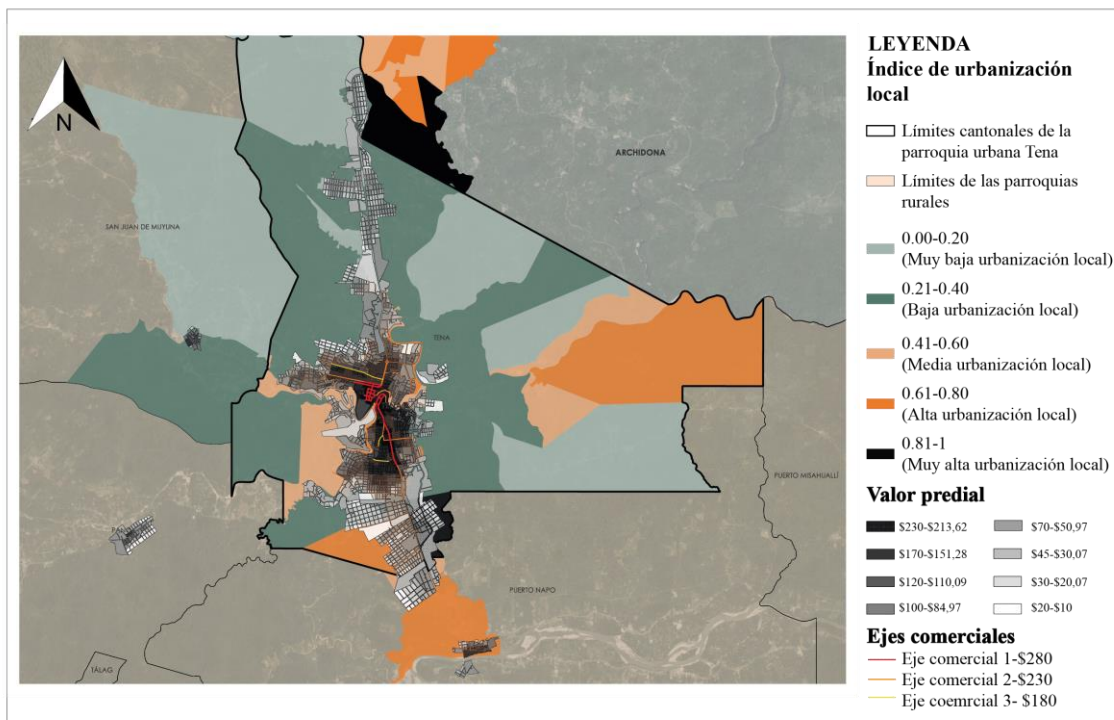 N
ARCHIDONA
SAN JUAN DE MUYUNA
TENA
PUERTO MISAHUALLÍ
PUERTO NAPO
TÁLAG
LEYENDA
Índice de urbanización
local
Límites cantonales de la
parroquia urbana Tena
Límites de las parroquias
rurales
0.00-0.20
(Muy baja urbanización local)
0.21-0.40
(Baja urbanización local)
0.41-0.60
(Media urbanización local)
0.61-0.80
(Alta urbanización local)
0.81-1
(Muy alta urbanización local)
Valor predial
$230-$213,62
$70-$50,97
$170-$151,28
$45-$30,07
$120-$110,09
$30-$20,07
$100-$84,97
$20-$10
Ejes comerciales
Eje comercial 1-$280
Eje comercial 2-$230
Eje coemrcial 3- $180